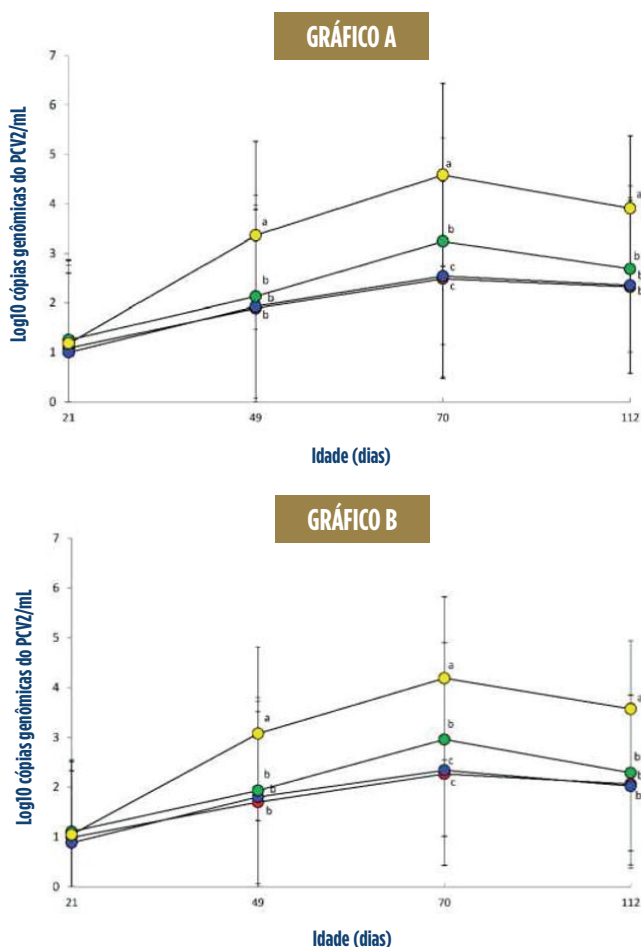 GRÁFICO A
Log10 cópias genômicas do PCV2/mL
7
6
5
4
3
2
1
0
a
b
b
b
a
b
c
c
a
b
b
b
21 49 70 112
Idade (dias)
GRÁFICO B
Log10 cópias genômicas do PCV2/mL
7
6
5
4
3
2
1
0
a
b
b
b
a
b
c
c
a
b
b
b
21 49 70 112
Idade (dias)